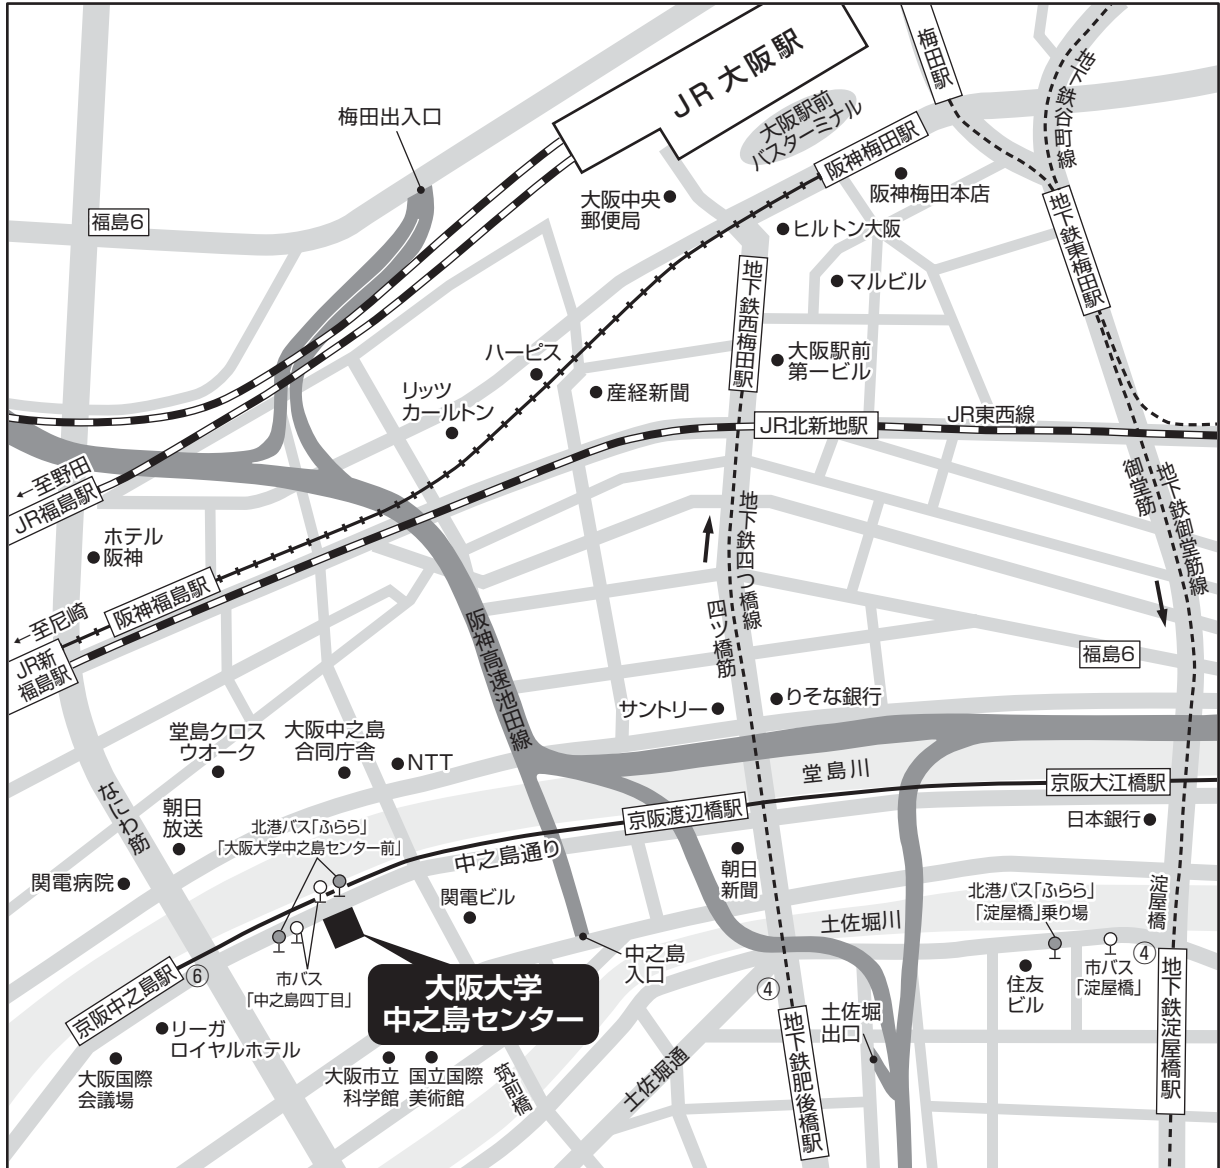 JR 大阪駅
梅田駅
地下鉄谷町線
梅田出入口
大阪駅前
バスターミナル
阪神梅田駅
阪神梅田本店
大阪中央
郵便局
福島6
ヒルトン大阪
地下鉄東梅田駅
マルビル
地下鉄西梅田駅
大阪駅前
第一ビル
ハービス
リッツ
カールトン
産経新聞
JR北新地駅
JR東西線
←至野田
JR福島駅
御堂筋
地下鉄御堂筋線
ホテル
阪神
地下鉄四つ橋線
四ツ橋筋
阪神福島駅
←至尼崎
JR新
福島駅
阪神高速池田線
福島6
サントリー
りそな銀行
堂島クロス
ウオーク
大阪中之島
合同庁舎
NTT
堂島川
京阪大江橋駅
なにわ筋
朝日
放送
北港バス「ふらら」
「大阪大学中之島センター前」
京阪渡辺橋駅
日本銀行
中之島通り
朝日
新聞
関電病院
関電ビル
北港バス「ふらら」
「淀屋橋」乗り場
淀屋橋
土佐堀川
中之島
入口
京阪中之島駅
⑥
市バス
「中之島四丁目」
大阪大学
中之島センター
④
住友
ビル
市バス
「淀屋橋」
④
地下鉄淀屋橋駅
リーガ
ロイヤルホテル
土佐堀
出口
地下鉄肥後橋駅
大阪国際
会議場
大阪市立
科学館
国立国際
美術館
筑前橋
土佐堀通